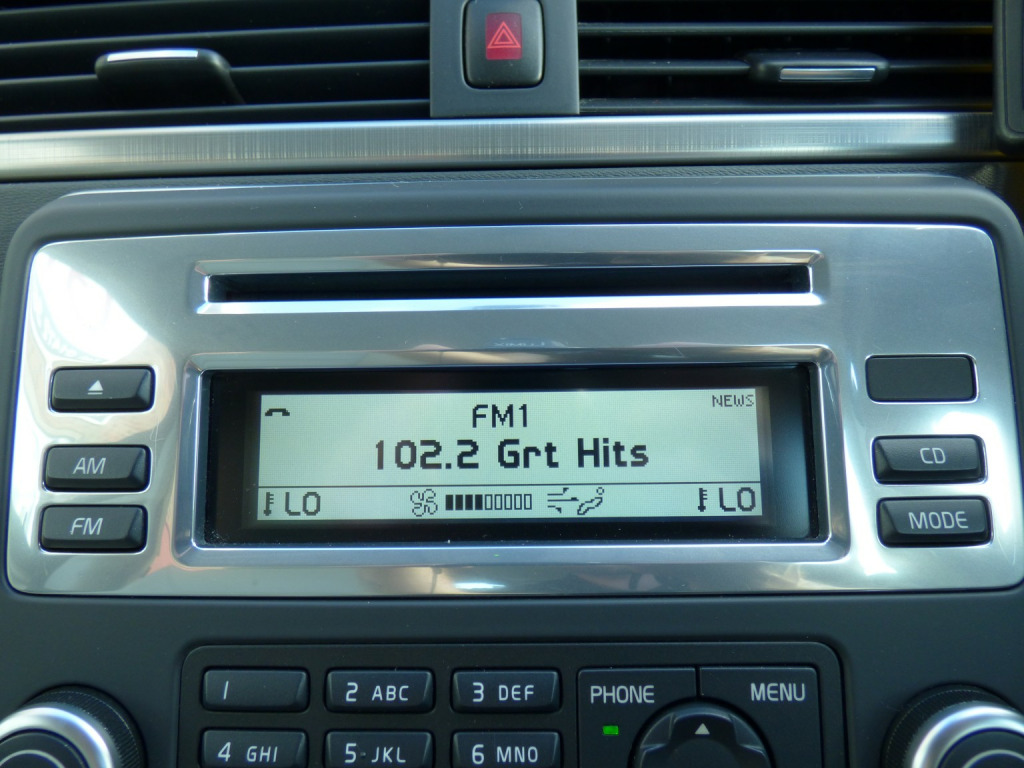 NEWS
FM1
102.2 Grt Hits
LO LO
AM
FM
CD
MODE
1
2 ABC
3 DEF
PHONE
MENU
4 GHI
5 JKL
6 MNO